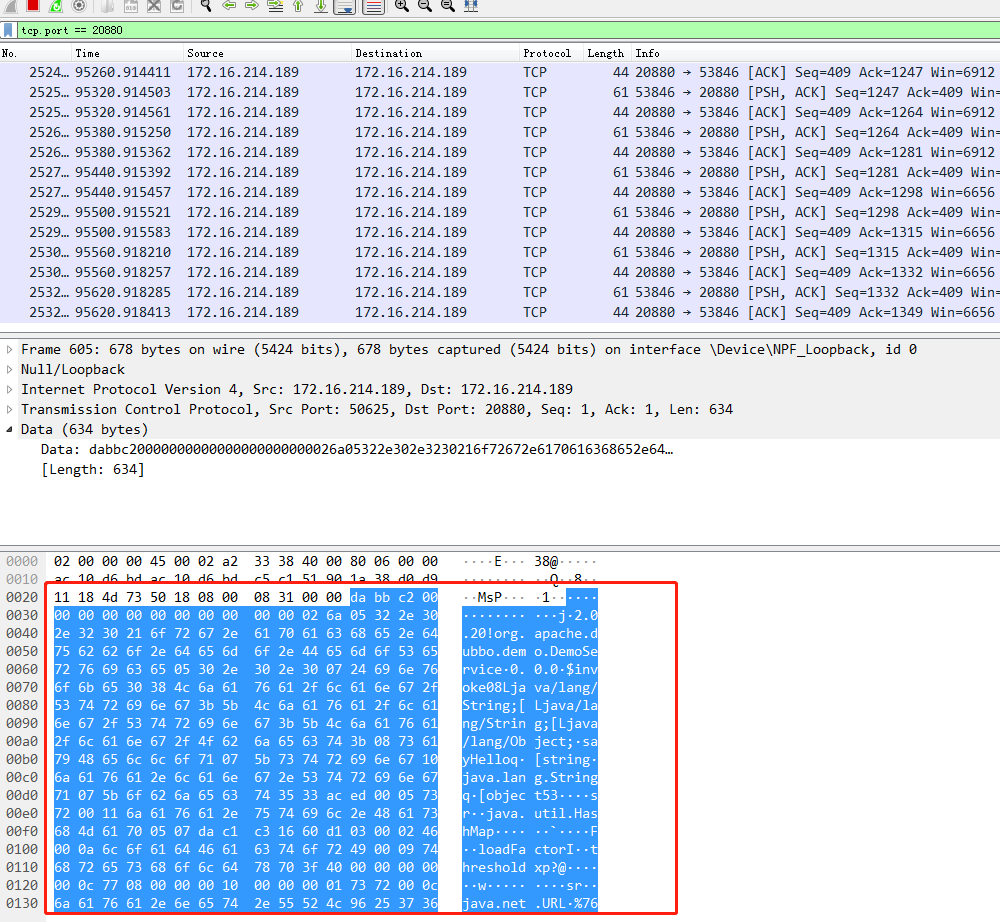 tcp.port == 20880
No. Time Source Destination Protocol Length Info
2524… 95260.914411 172.16.214.189 172.16.214.189 TCP 44 20880 → 53846 [ACK] Seq=409 Ack=1247 Win=6912
2525… 95320.914503 172.16.214.189 172.16.214.189 TCP 61 53846 → 20880 [PSH, ACK] Seq=1247 Ack=409 Win=
2525… 95320.914561 172.16.214.189 172.16.214.189 TCP 44 20880 → 53846 [ACK] Seq=409 Ack=1264 Win=6912
2526… 95380.915250 172.16.214.189 172.16.214.189 TCP 61 53846 → 20880 [PSH, ACK] Seq=1264 Ack=409 Win=
2526… 95380.915362 172.16.214.189 172.16.214.189 TCP 44 20880 → 53846 [ACK] Seq=409 Ack=1281 Win=6912
2527… 95440.915392 172.16.214.189 172.16.214.189 TCP 61 53846 → 20880 [PSH, ACK] Seq=1281 Ack=409 Win=
2527… 95440.915457 172.16.214.189 172.16.214.189 TCP 44 20880 → 53846 [ACK] Seq=409 Ack=1298 Win=6656
2529… 95500.915521 172.16.214.189 172.16.214.189 TCP 61 53846 → 20880 [PSH, ACK] Seq=1298 Ack=409 Win=
2529… 95500.915583 172.16.214.189 172.16.214.189 TCP 44 20880 → 53846 [ACK] Seq=409 Ack=1315 Win=6656
2530… 95560.918210 172.16.214.189 172.16.214.189 TCP 61 53846 → 20880 [PSH, ACK] Seq=1315 Ack=409 Win=
2530… 95560.918257 172.16.214.189 172.16.214.189 TCP 44 20880 → 53846 [ACK] Seq=409 Ack=1332 Win=6656
2532… 95620.918285 172.16.214.189 172.16.214.189 TCP 61 53846 → 20880 [PSH, ACK] Seq=1332 Ack=409 Win=
2532… 95620.918413 172.16.214.189 172.16.214.189 TCP 44 20880 → 53846 [ACK] Seq=409 Ack=1349 Win=6656
Frame 605: 678 bytes on wire (5424 bits), 678 bytes captured (5424 bits) on interface \Device\NPF_Loopback, id 0
Null/Loopback
Internet Protocol Version 4, Src: 172.16.214.189, Dst: 172.16.214.189
Transmission Control Protocol, Src Port: 50625, Dst Port: 20880, Seq: 1, Ack: 1, Len: 634
Data (634 bytes)
Data: dabbc20000000000000000000000026a05322e302e3230216f72672e6170616368652e64…
[Length: 634]
0000 02 00 00 00 45 00 02 a2 33 38 40 00 80 06 00 00 ····E··· 38@·····
0010 ac 10 d6 bd ac 10 d6 bd c5 c1 51 90 1a 38 d0 d9 ········ ··Q··8··
0020 11 18 4d 73 50 18 08 00 08 31 00 00 da bb c2 00 ··MsP··· ·1······
0030 00 00 00 00 00 00 00 00 00 00 02 6a 05 32 2e 30 ········ ···j·2.0
0040 2e 32 30 21 6f 72 67 2e 61 70 61 63 68 65 2e 64 .20!org. apache.d
0050 75 62 62 6f 2e 64 65 6d 6f 2e 44 65 6d 6f 53 65 ubbo.dem o.DemoSe
0060 72 76 69 63 65 05 30 2e 30 2e 30 07 24 69 6e 76 rvice·0. 0.0·$inv
0070 6f 6b 65 30 38 4c 6a 61 76 61 2f 6c 61 6e 67 2f oke08Lja va/lang/
0080 53 74 72 69 6e 67 3b 5b 4c 6a 61 76 61 2f 6c 61 String;[ Ljava/la
0090 6e 67 2f 53 74 72 69 6e 67 3b 5b 4c 6a 61 76 61 ng/Strin g;[Ljava
00a0 2f 6c 61 6e 67 2f 4f 62 6a 65 63 74 3b 08 73 61 /lang/Ob ject;·sa
00b0 79 48 65 6c 6c 6f 71 07 5b 73 74 72 69 6e 67 10 yHelloq· [string·
00c0 6a 61 76 61 2e 6c 61 6e 67 2e 53 74 72 69 6e 67 java.lan g.String
00d0 71 07 5b 6f 62 6a 65 63 74 35 33 ac ed 00 05 73 q·[objec t53····s
00e0 72 00 11 6a 61 76 61 2e 75 74 69 6c 2e 48 61 73 r··java. util.Has
00f0 68 4d 61 70 05 07 da c1 c3 16 60 d1 03 00 02 46 hMap···· ··`····F
0100 00 0a 6c 6f 61 64 46 61 63 74 6f 72 49 00 09 74 ··loadFa ctorI··t
0110 68 72 65 73 68 6f 6c 64 78 70 3f 40 00 00 00 00 threshold xp?@····
0120 00 0c 77 08 00 00 00 10 00 00 00 01 73 72 00 0c ··w····· ····sr··
0130 6a 61 76 61 2e 6e 65 74 2e 55 52 4c 96 25 37 36 java.net .URL·%76